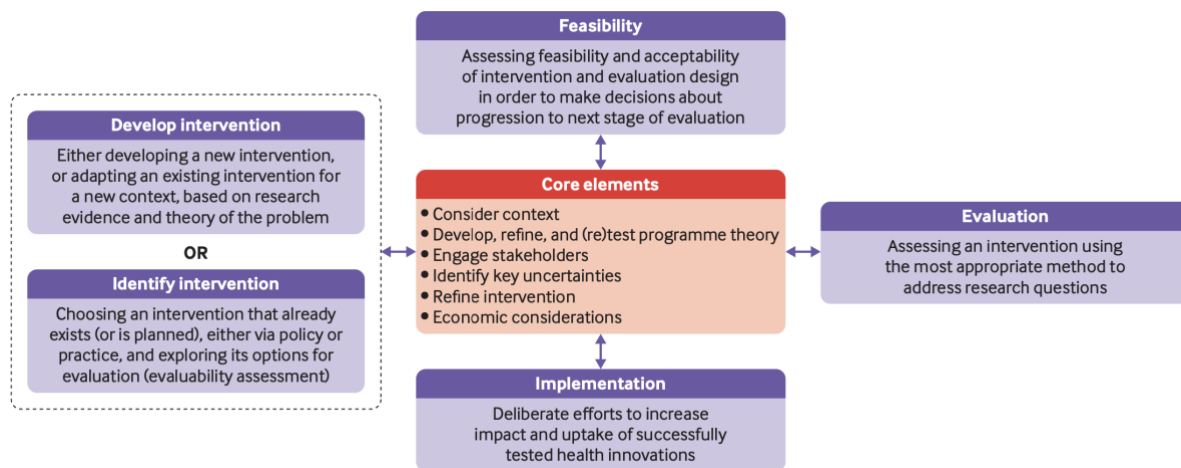 Feasibility
Assessing feasibility and acceptability
of intervention and evaluation design
in order to make decisions about
progression to next stage of evaluation
Develop intervention
Either developing a new intervention,
or adapting an existing intervention for
a new context, based on research
evidence and theory of the problem
OR
Identify intervention
Choosing an intervention that already
exists (or is planned), either via policy or
practice, and exploring its options for
evaluation (evaluability assessment)
Core elements
• Consider context
• Develop, refine, and (re)test programme theory
• Engage stakeholders
• Identify key uncertainties
• Refine intervention
• Economic considerations
Evaluation
Assessing an intervention using
the most appropriate method to
address research questions
Implementation
Deliberate efforts to increase
impact and uptake of successfully
tested health innovations